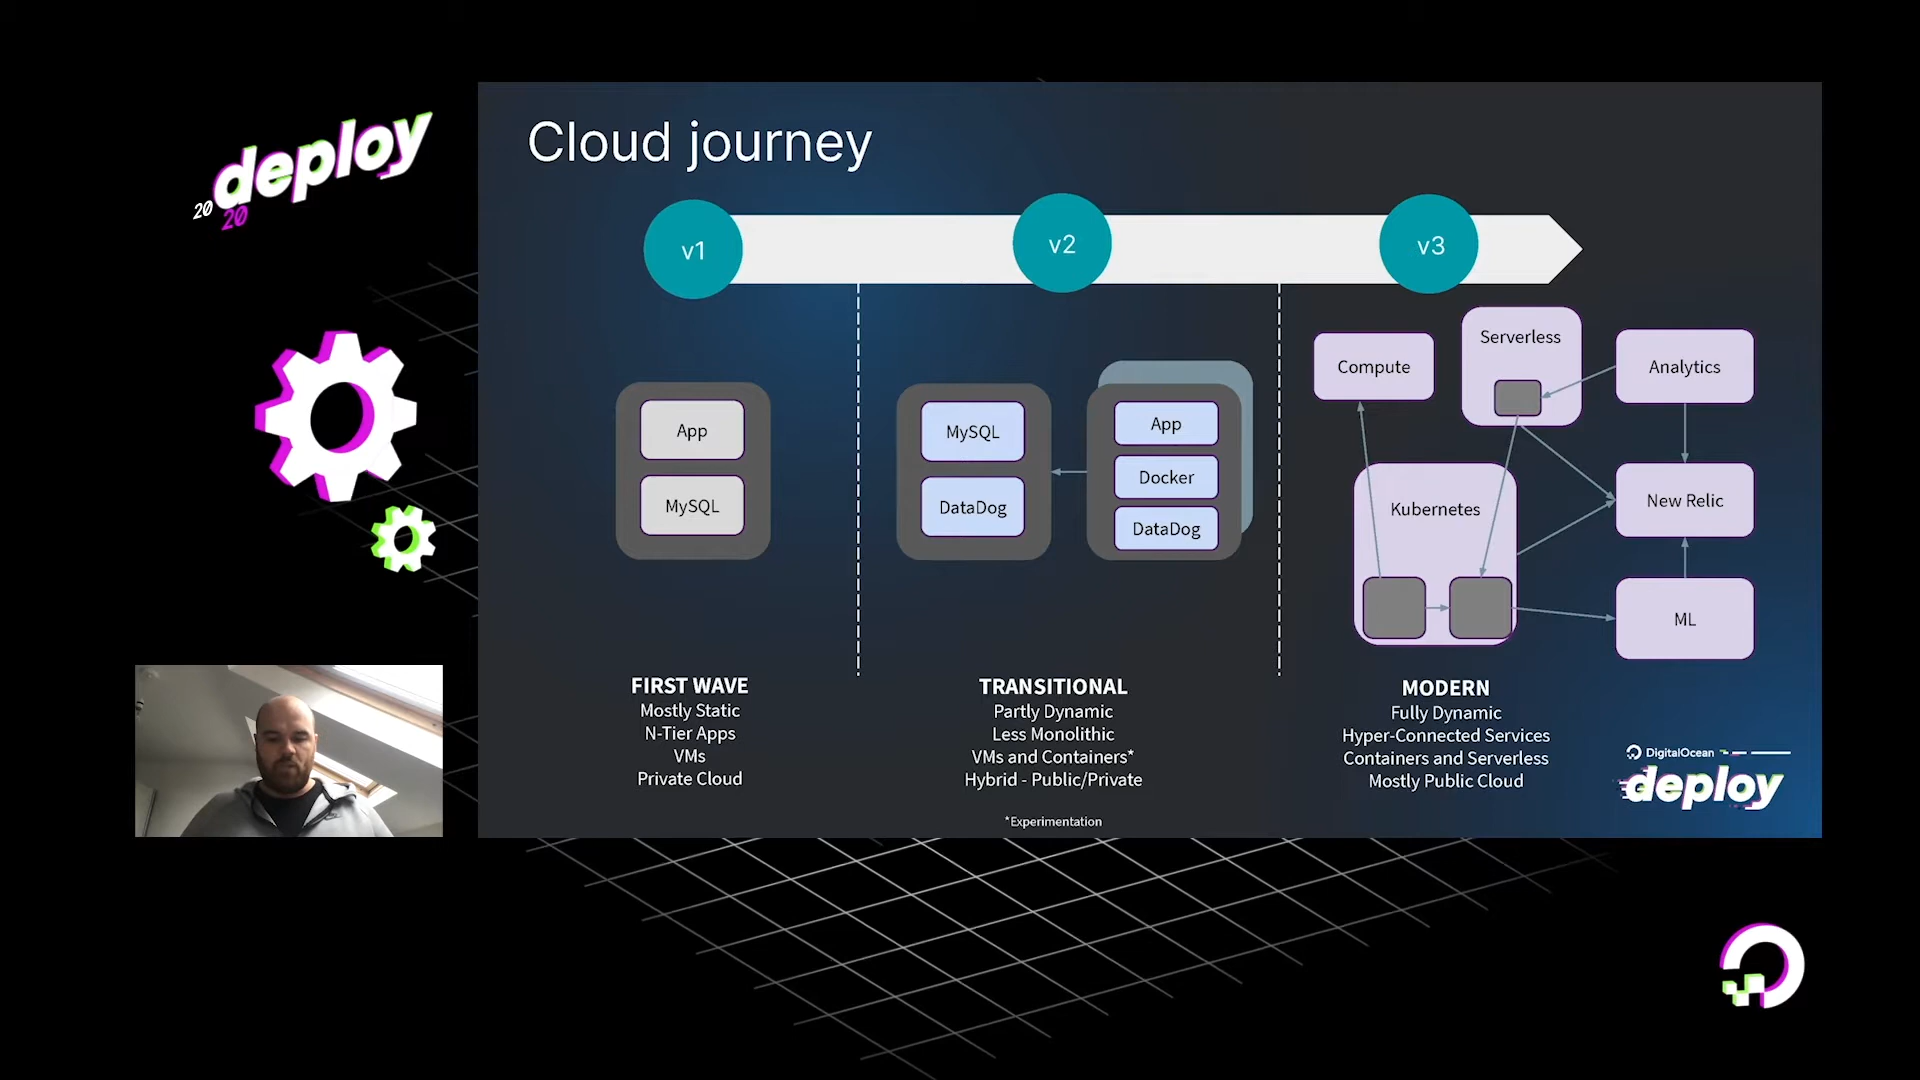 deploy
20
20
Cloud journey
v1
v2
v3
App
MySQL
MySQL
DataDog
App
Docker
DataDog
Compute
Serverless
Analytics
Kubernetes
New Relic
ML
FIRST WAVE
Mostly Static
N-Tier Apps
VMs
Private Cloud
TRANSITIONAL
Partly Dynamic
Less Monolithic
VMs and Containers*
Hybrid - Public/Private
*Experimentation
MODERN
Fully Dynamic
Hyper-Connected Services
Containers and Serverless
Mostly Public Cloud
DigitalOcean
deploy